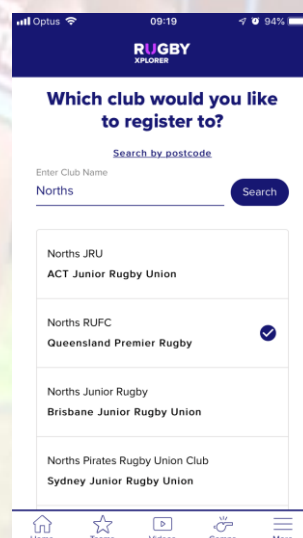 Optus 09:19 94%
RUGBY
XPLORER
Which club would you like
to register to?
Search by postcode
Enter Club Name
Norths
Search
Norths JRU
ACT Junior Rugby Union
Norths RUFC
Queensland Premier Rugby
Norths Junior Rugby
Brisbane Junior Rugby Union
Norths Pirates Rugby Union Club
Sydney Junior Rugby Union